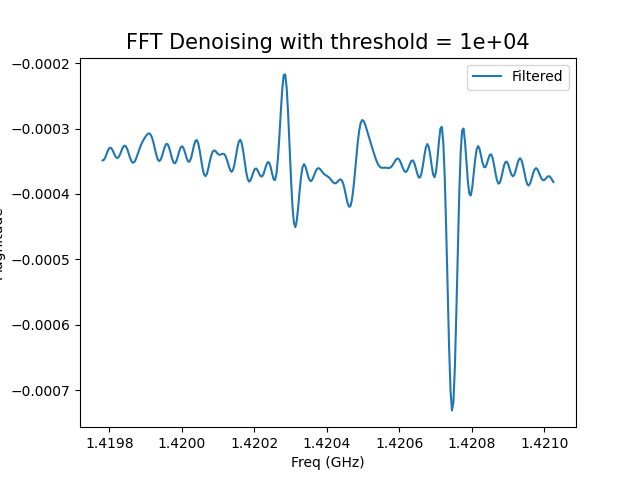 FFT Denoising with threshold = 1e+04
Filtered
−0.0002
−0.0003
−0.0004
−0.0005
−0.0006
−0.0007
1.4198 1.4200 1.4202 1.4204 1.4206 1.4208 1.4210
Freq (GHz)